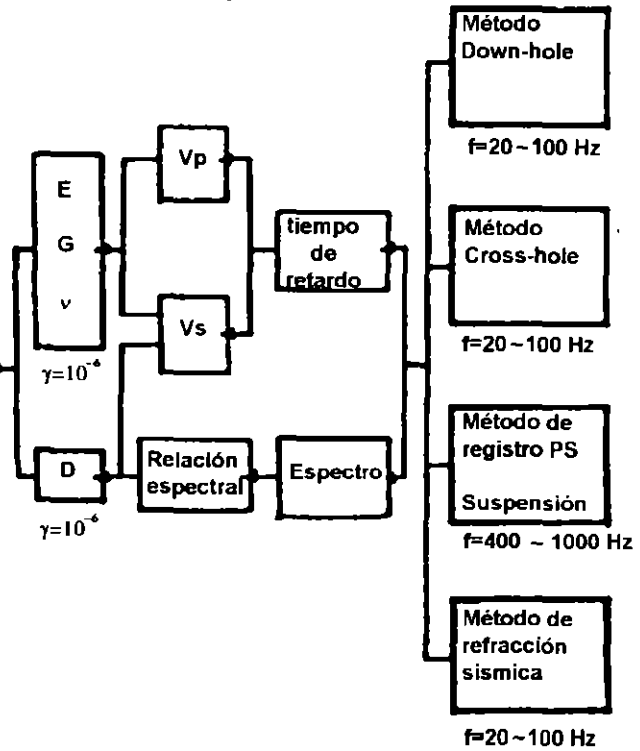 E
G
ν
γ=10⁻⁶
D
γ=10⁻⁶
Vp
Vs
Relación
espectral
tiempo
de
retardo
Espectro
Método
Down-hole
f=20~100 Hz
Método
Cross-hole
f=20~100 Hz
Método de
registro PS
Suspensión
f=400 ~ 1000 Hz
Método de
refracción
sismica
f=20~100 Hz